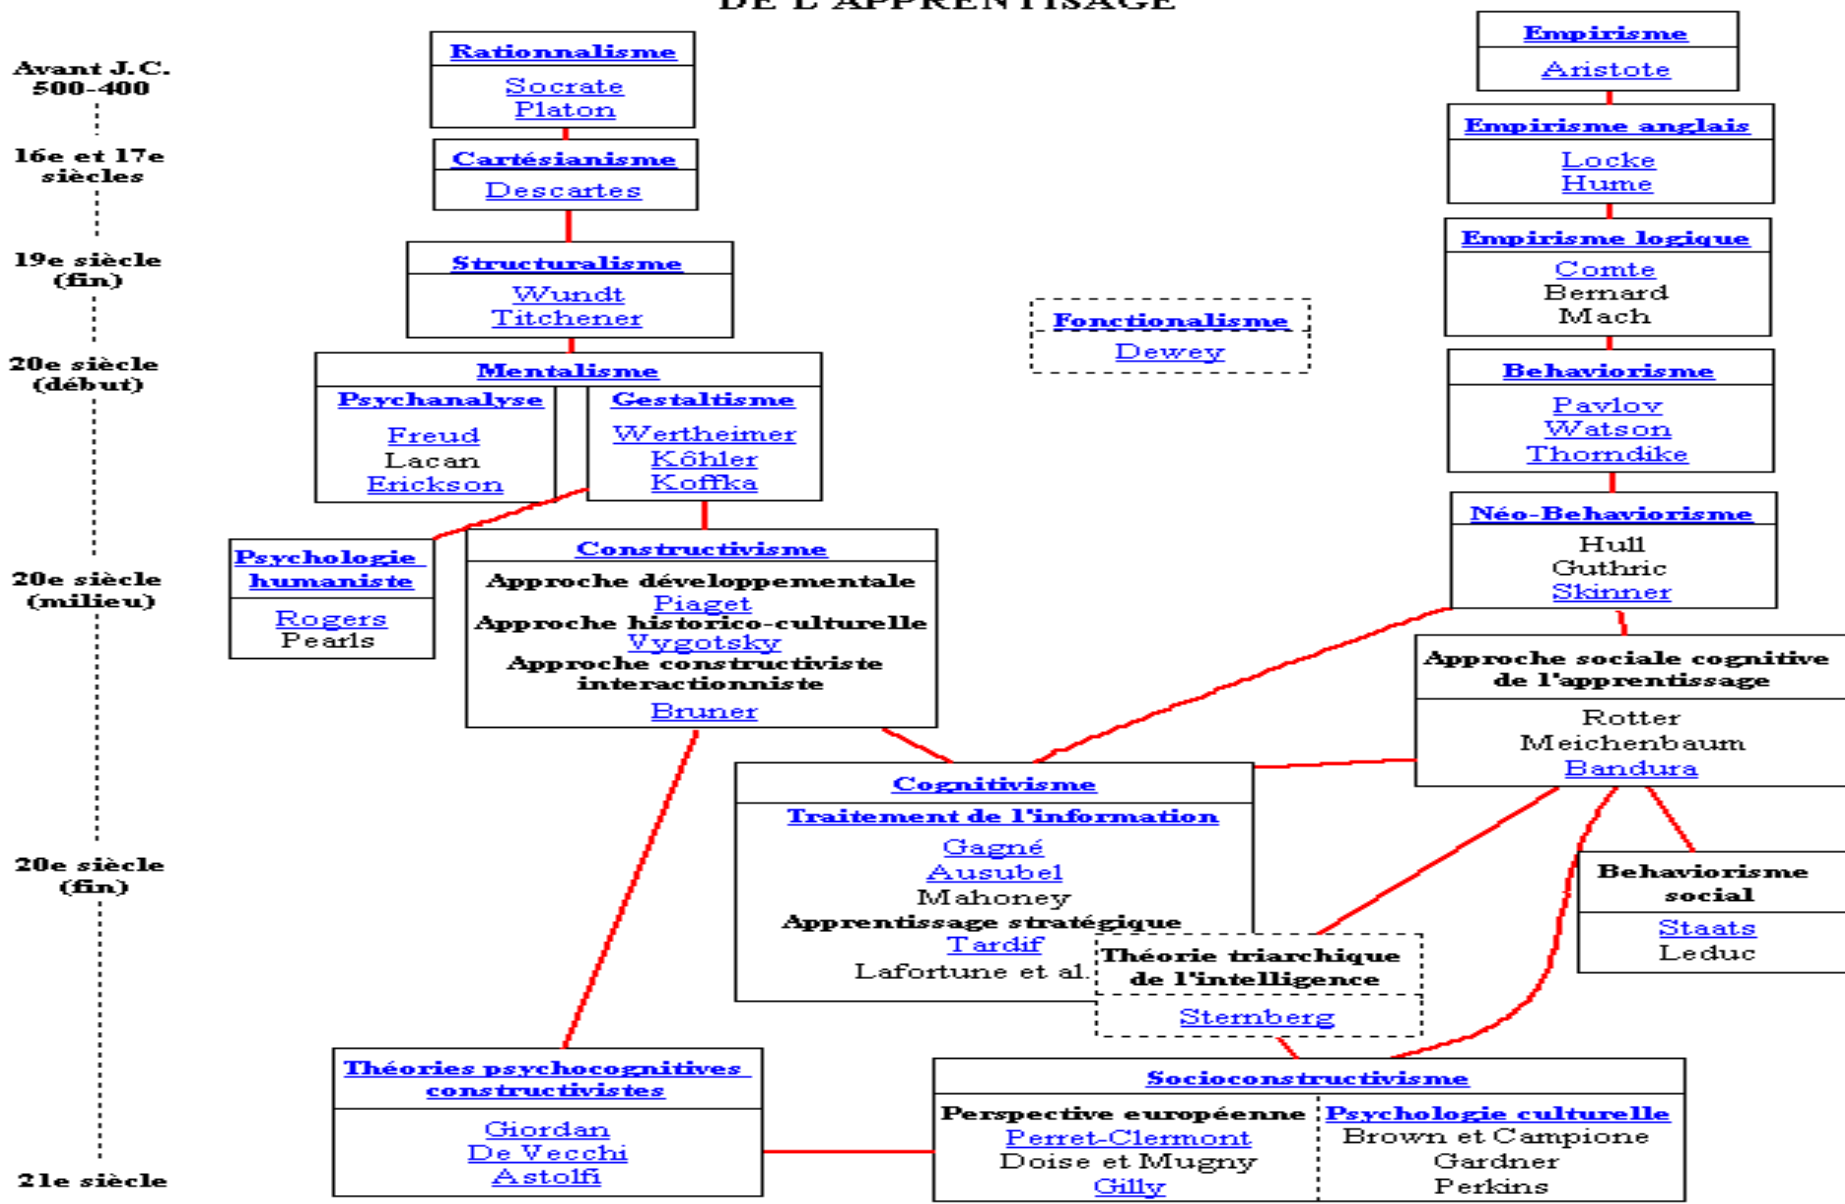 DE L'APPRENTISAGE
Avant J.C.
500-400
16e et 17e
siècles
19e siècle
(fin)
20e siècle
(début)
20e siècle
(milieu)
20e siècle
(fin)
21e siècle
Rationnalisme
Socrate
Platon
Cartésianisme
Descartes
Structuralisme
Wundt
Titchener
Mentalisme
Psychanalyse
Freud
Lacan
Erickson
Gestaltisme
Wertheimer
Kôhler
Koffka
Psychologie
humaniste
Rogers
Pearls
Constructivisme
Approche développementale
Piaget
Approche historico-culturelle
Vygotsky
Approche constructiviste
interactionniste
Bruner
Fonctionalisme
Dewey
Empirisme
Aristote
Empirisme anglais
Locke
Hume
Empirisme logique
Comte
Bernard
Mach
Behaviorisme
Pavlov
Watson
Thorndike
Néo-Behaviorisme
Hull
Guthric
Skinner
Approche sociale cognitive
de l'apprentissage
Rotter
Meichenbaum
Bandura
Cognitivisme
Traitement de l'information
Gagné
Ausubel
Mahoney
Apprentissage stratégique
Tardif
Lafortune et al.
Théorie triarchique
de l'intelligence
Sternberg
Behaviorisme
social
Staats
Leduc
Théories psychocognitives
constructivistes
Giordan
De Vecchi
Astolfi
Socioconstructivisme
Perspective européenne
Perret-Clermont
Doise et Mugny
Gilly
Psychologie culturelle
Brown et Campione
Gardner
Perkins